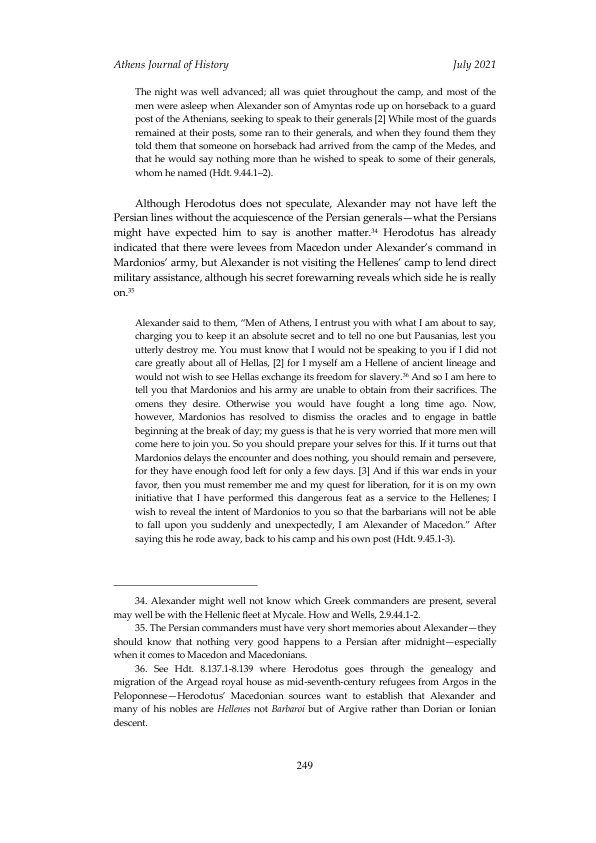 Athens Journal of History July 2021
The night was well advanced; all was quiet throughout the camp, and most of the
men were asleep when Alexander son of Amyntas rode up on horseback to a guard
post of the Athenians, seeking to speak to their generals [2] While most of the guards
remained at their posts, some ran to their generals, and when they found them they
told them that someone on horseback had arrived from the camp of the Medes, and
that he would say nothing more than he wished to speak to some of their generals,
whom he named (Hdt. 9.44.1–2).
Although Herodotus does not speculate, Alexander may not have left the
Persian lines without the acquiescence of the Persian generals—what the Persians
might have expected him to say is another matter.34 Herodotus has already
indicated that there were levees from Macedon under Alexander's command in
Mardonios' army, but Alexander is not visiting the Hellenes' camp to lend direct
military assistance, although his secret forewarning reveals which side he is really
on.35
Alexander said to them, "Men of Athens, I entrust you with what I am about to say,
charging you to keep it an absolute secret and to tell no one but Pausanias, lest you
utterly destroy me. You must know that I would not be speaking to you if I did not
care greatly about all of Hellas, [2] for I myself am a Hellene of ancient lineage and
would not wish to see Hellas exchange its freedom for slavery.36 And so I am here to
tell you that Mardonios and his army are unable to obtain from their sacrifices. The
omens they desire. Otherwise you would have fought a long time ago. Now,
however, Mardonios has resolved to dismiss the oracles and to engage in battle
beginning at the break of day; my guess is that he is very worried that more men will
come here to join you. So you should prepare your selves for this. If it turns out that
Mardonios delays the encounter and does nothing, you should remain and persevere,
for they have enough food left for only a few days. [3] And if this war ends in your
favor, then you must remember me and my quest for liberation, for it is on my own
initiative that I have performed this dangerous feat as a service to the Hellenes; I
wish to reveal the intent of Mardonios to you so that the barbarians will not be able
to fall upon you suddenly and unexpectedly, I am Alexander of Macedon." After
saying this he rode away, back to his camp and his own post (Hdt. 9.45.1-3).
34. Alexander might well not know which Greek commanders are present, several
may well be with the Hellenic fleet at Mycale. How and Wells, 2.9.44.1-2.
35. The Persian commanders must have very short memories about Alexander—they
should know that nothing very good happens to a Persian after midnight—especially
when it comes to Macedon and Macedonians.
36. See Hdt. 8.137.1-8.139 where Herodotus goes through the genealogy and
migration of the Argead royal house as mid-seventh-century refugees from Argos in the
Peloponnese—Herodotus' Macedonian sources want to establish that Alexander and
many of his nobles are Hellenes not Barbaroi but of Argive rather than Dorian or Ionian
descent.
249